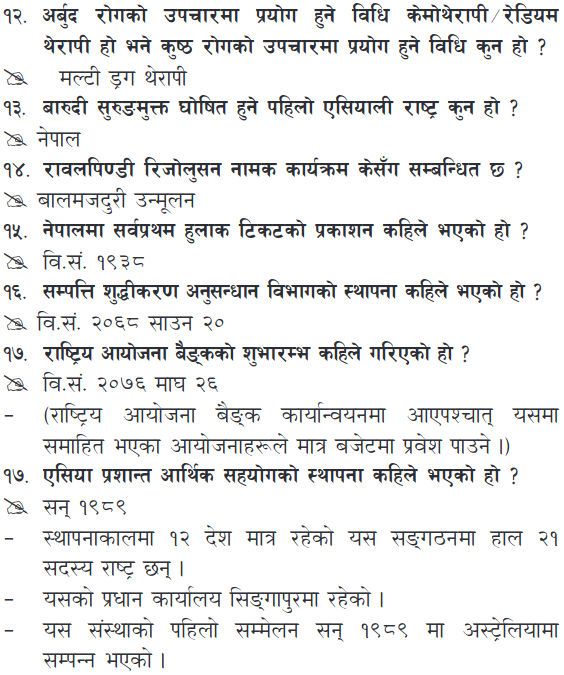 १२. अर्बुद रोगको उपचारमा प्रयोग हुने विधि केमोथेरापी/रेडियम
थेरापी हो भने कुष्ठ रोगको उपचारमा प्रयोग हुने विधि कुन हो ?
मल्टी ड्रग थेरापी
१३. बारुदी सुरुङमुक्त घोषित हुने पहिलो एसियाली राष्ट्र कुन हो ?
नेपाल
१४. रावलपिण्डी रिजोलुसन नामक कार्यक्रम केसँग सम्बन्धित छ ?
बालमजदुरी उन्मूलन
१५. नेपालमा सर्वप्रथम हुलाक टिकटको प्रकाशन कहिले भएको हो ?
वि.सं. १९३८
१६. सम्पत्ति शुद्धीकरण अनुसन्धान विभागको स्थापना कहिले भएको हो ?
वि.सं. २०६८ साउन २०
१७. राष्ट्रिय आयोजना बैङ्कको शुभारम्भ कहिले गरिएको हो ?
वि.सं. २०७६ माघ २६
– (राष्ट्रिय आयोजना बैङ्क कार्यान्वयनमा आएपश्चात् यसमा
समाहित भएका आयोजनाहरूले मात्र बजेटमा प्रवेश पाउने ।)
१७. एसिया प्रशान्त आर्थिक सहयोगको स्थापना कहिले भएको हो ?
सन् १९८९
– स्थापनाकालमा १२ देश मात्र रहेको यस सङ्गठनमा हाल २१
सदस्य राष्ट्र छन् ।
– यसको प्रधान कार्यालय सिङ्गापुरमा रहेको ।
– यस संस्थाको पहिलो सम्मेलन सन् १९८९ मा अस्ट्रेलियामा
सम्पन्न भएको ।